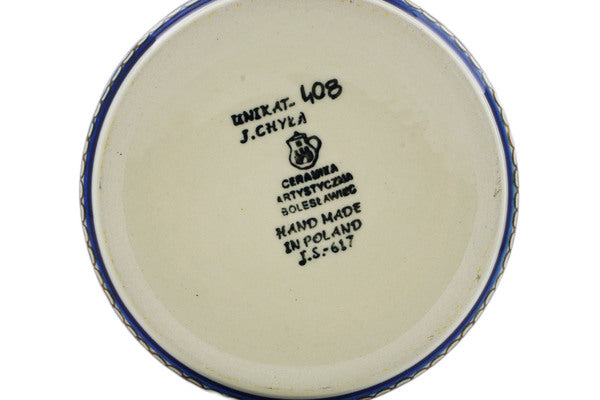 UNIKAT-408
J. CHYŁA
CERAMIKA
ARTYSTYCZNA
BOLESŁAWIEC
HAND MADE
IN POLAND
J.S.-617